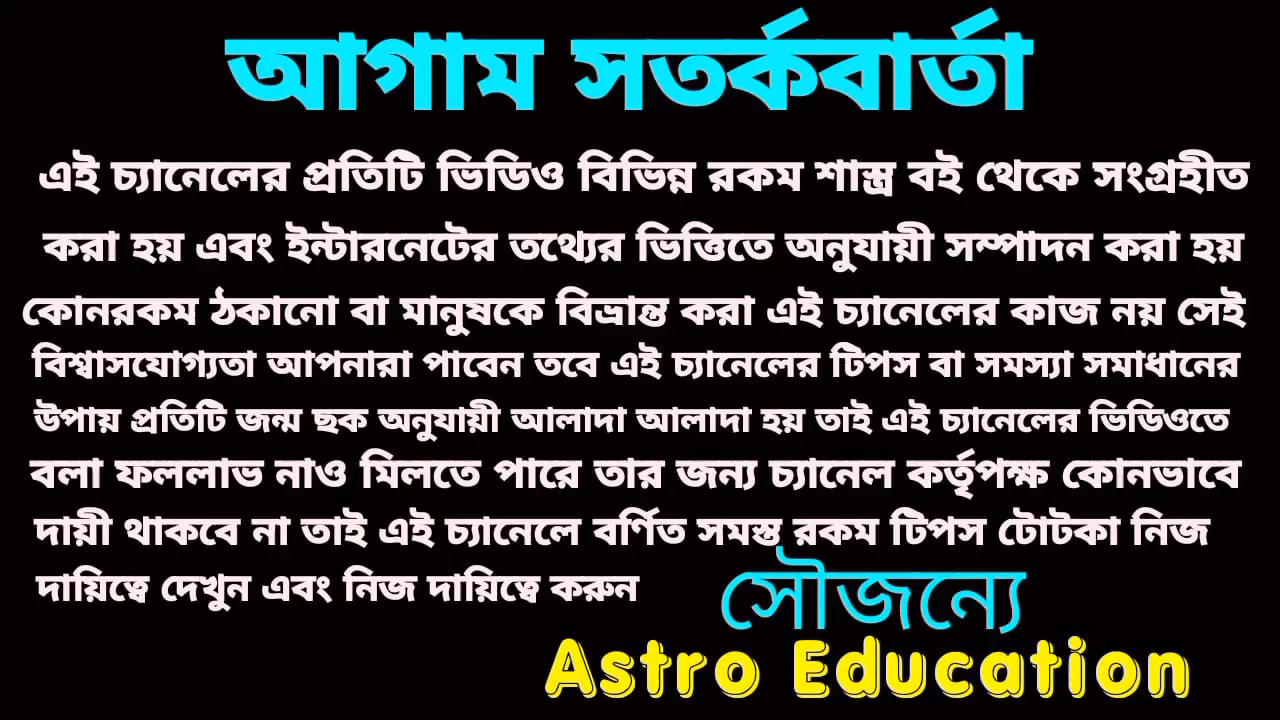 আগাম সতর্কবার্তা
এই চ্যানেলের প্রতিটি ভিডিও বিভিন্ন রকম শাস্ত্র বই থেকে সংগ্রহীত
করা হয় এবং ইন্টারনেটের তথ্যের ভিত্তিতে অনুযায়ী সম্পাদন করা হয়
কোনরকম ঠকানো বা মানুষকে বিভ্রান্ত করা এই চ্যানেলের কাজ নয় সেই
বিশ্বাসযোগ্যতা আপনারা পাবেন তবে এই চ্যানেলের টিপস বা সমস্যা সমাধানের
উপায় প্রতিটি জন্ম ছক অনুযায়ী আলাদা আলাদা হয় তাই এই চ্যানেলের ভিডিওতে
বলা ফললাভ নাও মিলতে পারে তার জন্য চ্যানেল কর্তৃপক্ষ কোনভাবে
দায়ী থাকবে না তাই এই চ্যানেলে বর্ণিত সমস্ত রকম টিপস টোটকা নিজ
দায়িত্বে দেখুন এবং নিজ দায়িত্বে করুন
সৌজন্যে
Astro Education